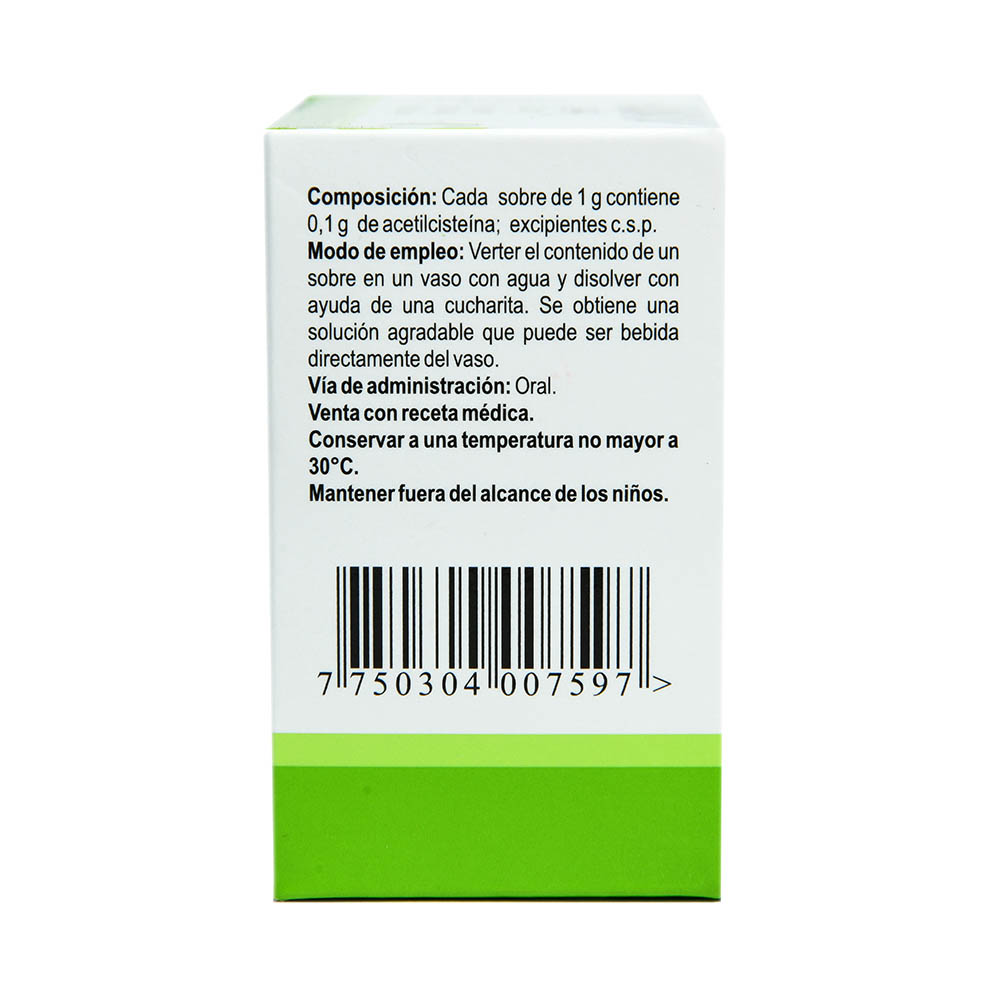 Composición: Cada sobre de 1 g contiene
0,1 g de acetilcisteína; excipientes c.s.p.
Modo de empleo: Verter el contenido de un
sobre en un vaso con agua y disolver con
ayuda de una cucharita. Se obtiene una
solución agradable que puede ser bebida
directamente del vaso.
Vía de administración: Oral.
Venta con receta médica.
Conservar a una temperatura no mayor a
30°C.
Mantener fuera del alcance de los niños.
7 750304 007597 >